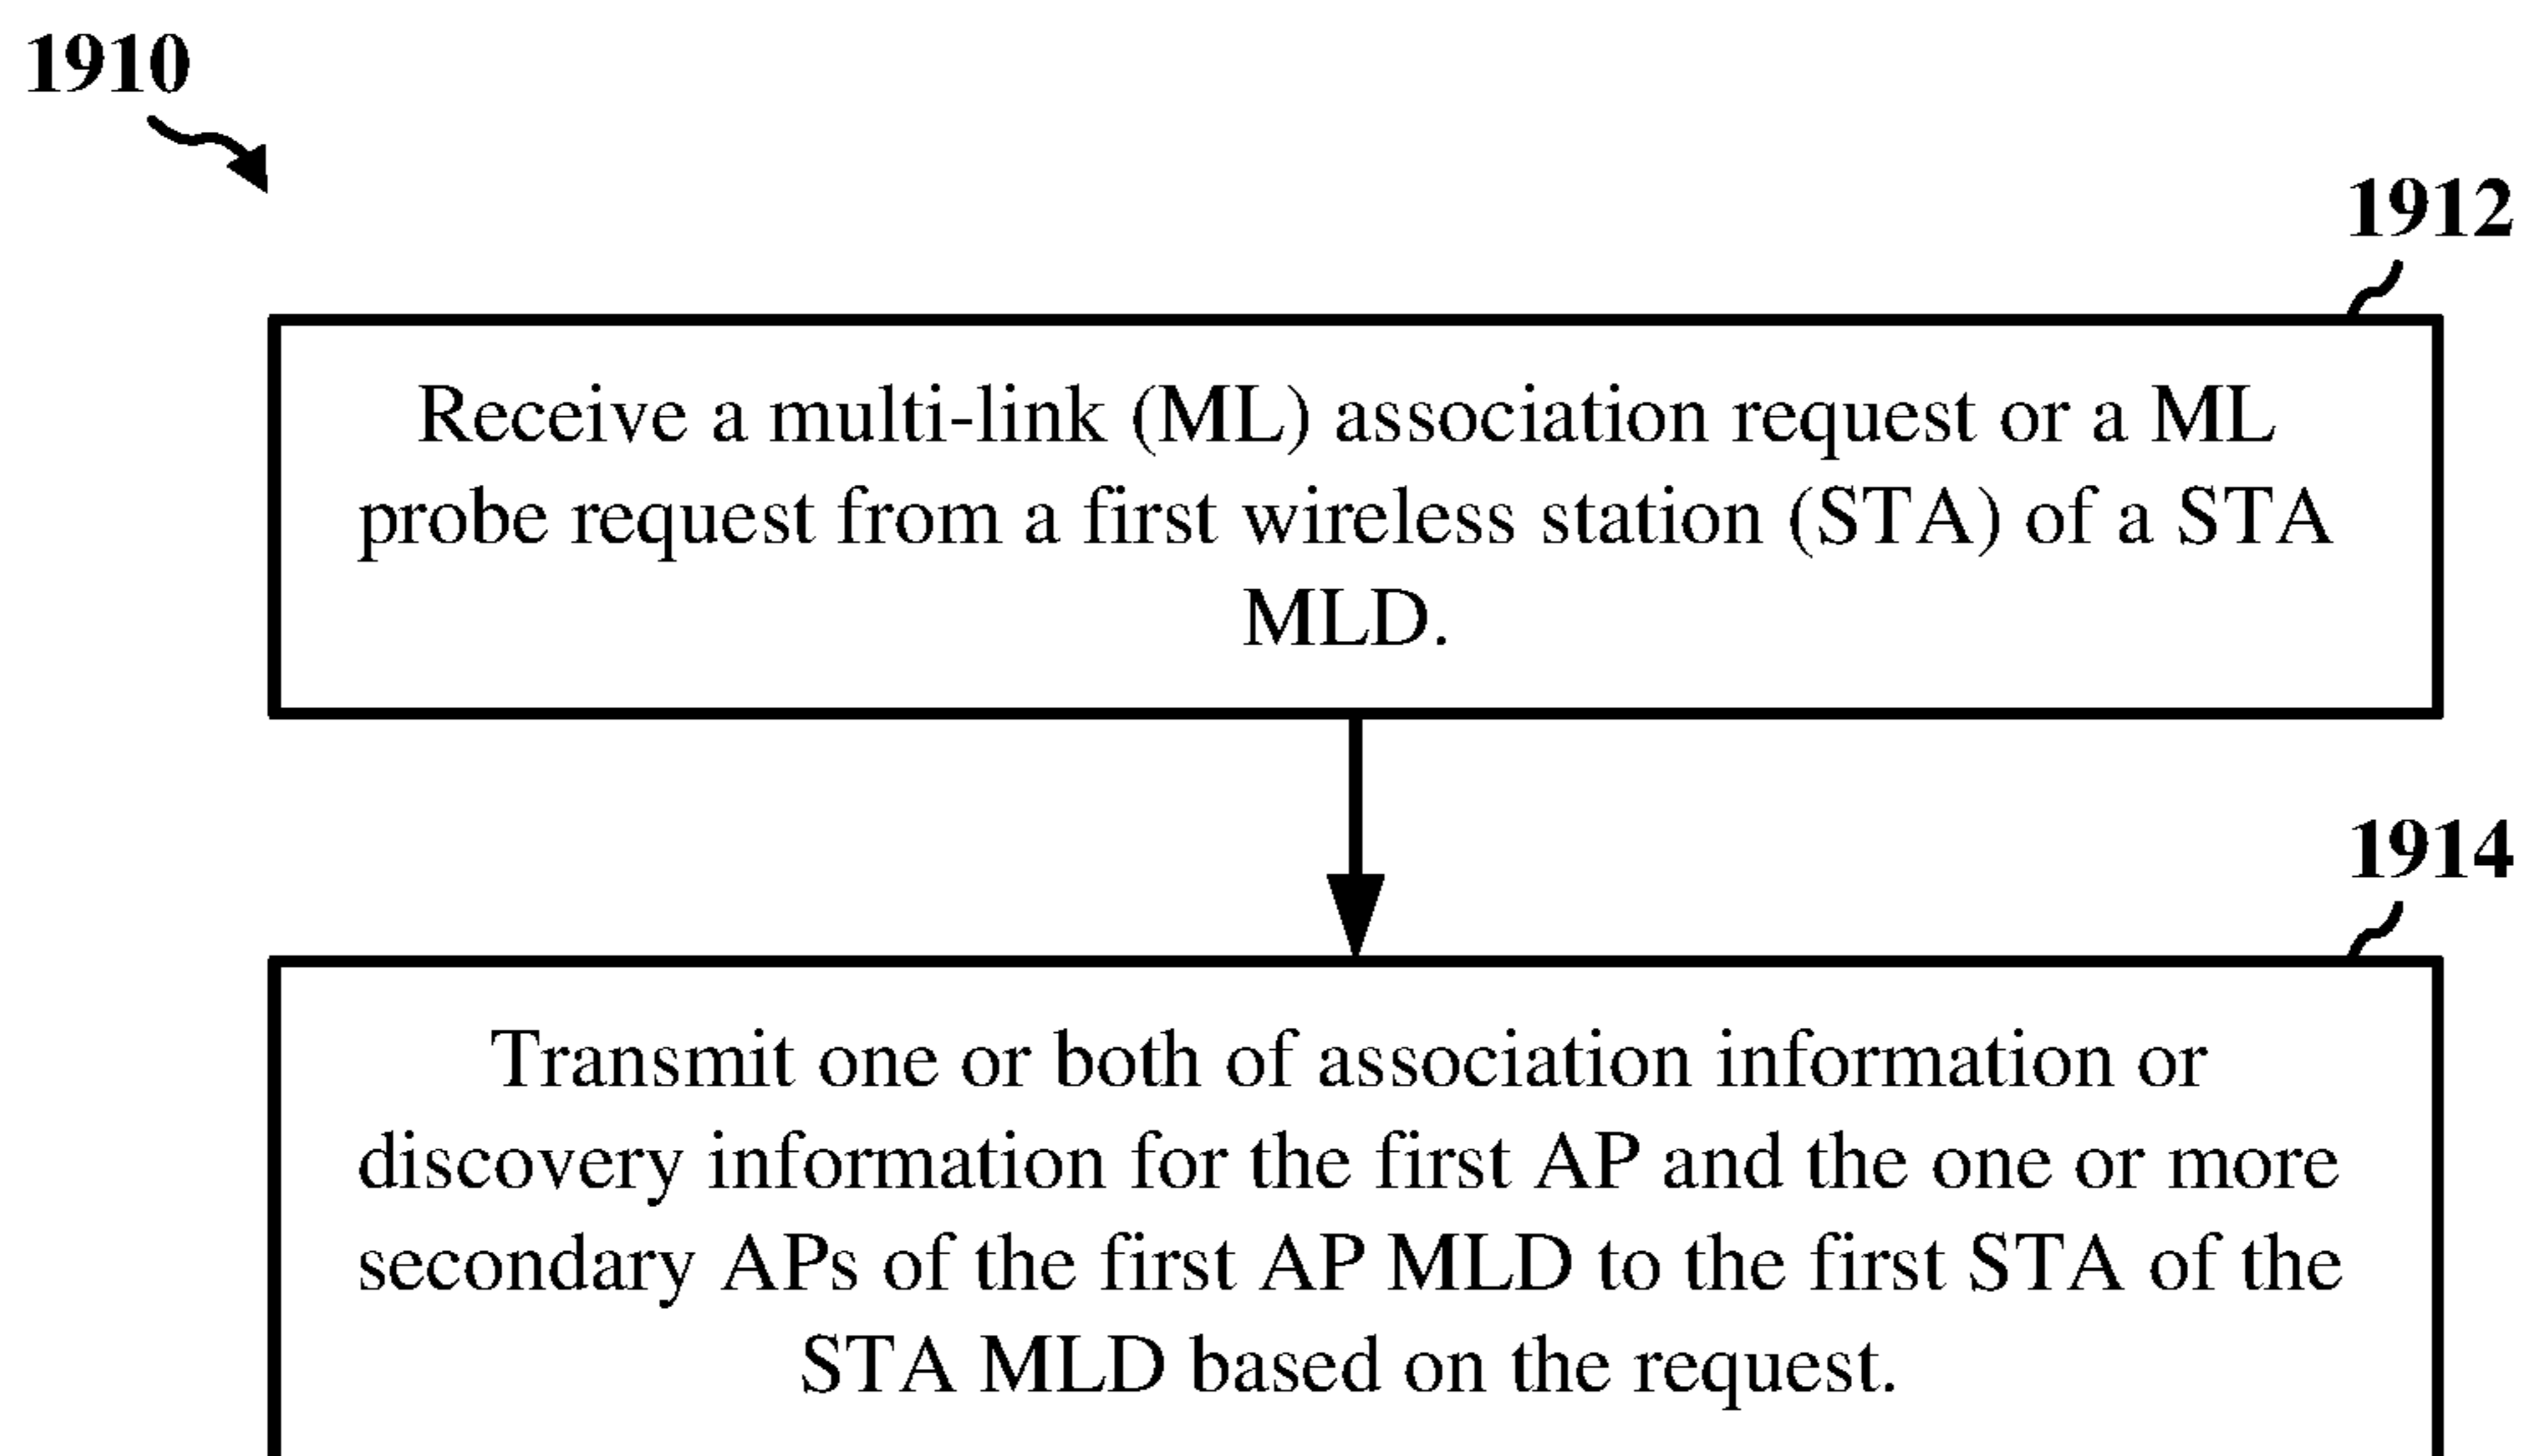 1910
1912
Receive a multi-link (ML) association request or a ML
probe request from a first wireless station (STA) of a STA
MLD.
1914
Transmit one or both of association information or
discovery information for the first AP and the one or more
secondary APs of the first AP MLD to the first STA of the
STA MLD based on the request.